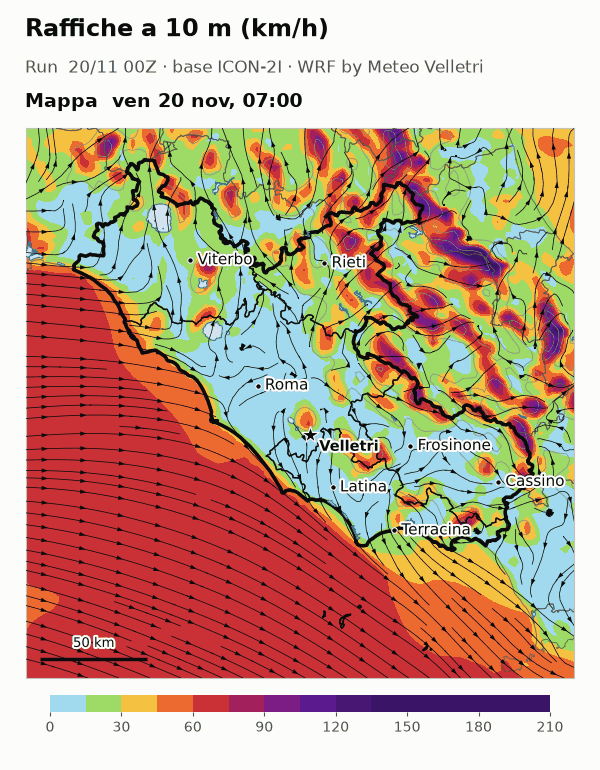 Raffiche a 10 m (km/h)
Run  20/11 00Z · base ICON-2I · WRF by Meteo Velletri
Mappa  ven 20 nov, 07:00
Viterbo
Rieti
Roma
Velletri
Frosinone
Latina
Cassino
Terracina
50 km
0 30 60 90 120 150 180 210